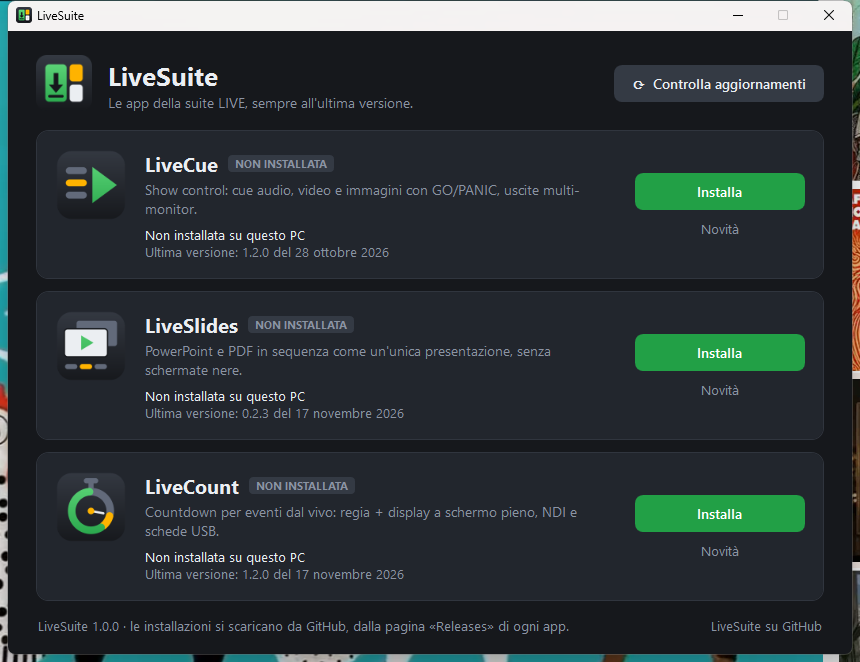 LiveSuite
LiveSuite
Le app della suite LIVE, sempre all'ultima versione.
⟳ Controlla aggiornamenti
LiveCue NON INSTALLATA
Show control: cue audio, video e immagini con GO/PANIC, uscite multi-
monitor.
Non installata su questo PC
Ultima versione: 1.2.0 del 28 ottobre 2026
Installa
Novità
LiveSlides NON INSTALLATA
PowerPoint e PDF in sequenza come un'unica presentazione, senza
schermate nere.
Non installata su questo PC
Ultima versione: 0.2.3 del 17 novembre 2026
Installa
Novità
LiveCount NON INSTALLATA
Countdown per eventi dal vivo: regia + display a schermo pieno, NDI e
schede USB.
Non installata su questo PC
Ultima versione: 1.2.0 del 17 novembre 2026
Installa
Novità
LiveSuite 1.0.0 · le installazioni si scaricano da GitHub, dalla pagina «Releases» di ogni app.
LiveSuite su GitHub